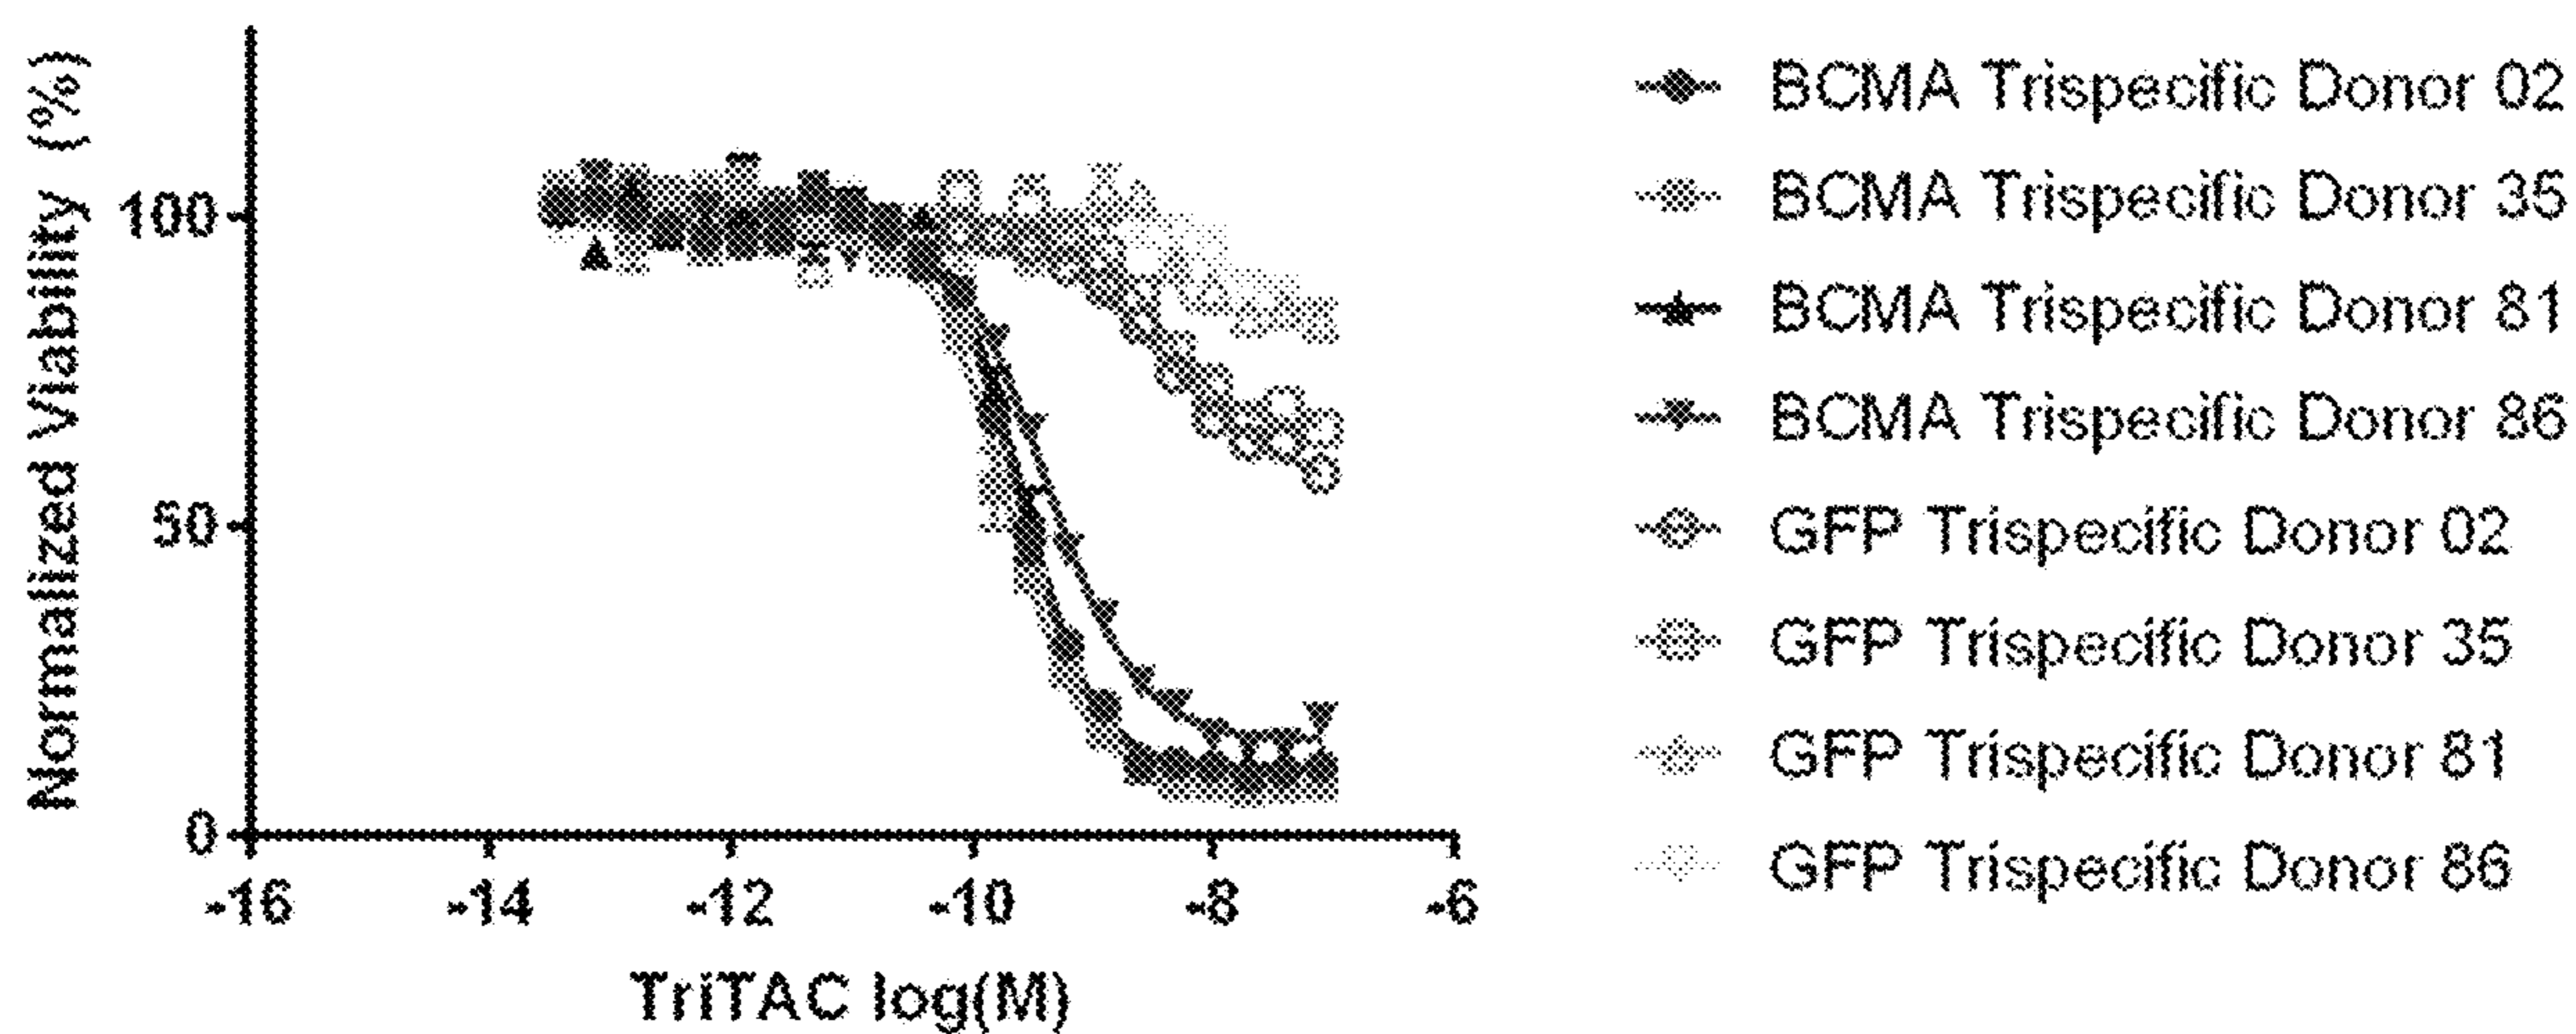 Normalized Viability (%)
100
50
0
-16
-14
-12
-10
-8
-6
TriTAC log(M)
BCMA Trispecific Donor 02
BCMA Trispecific Donor 35
BCMA Trispecific Donor 81
BCMA Trispecific Donor 86
GFP Trispecific Donor 02
GFP Trispecific Donor 35
GFP Trispecific Donor 81
GFP Trispecific Donor 86